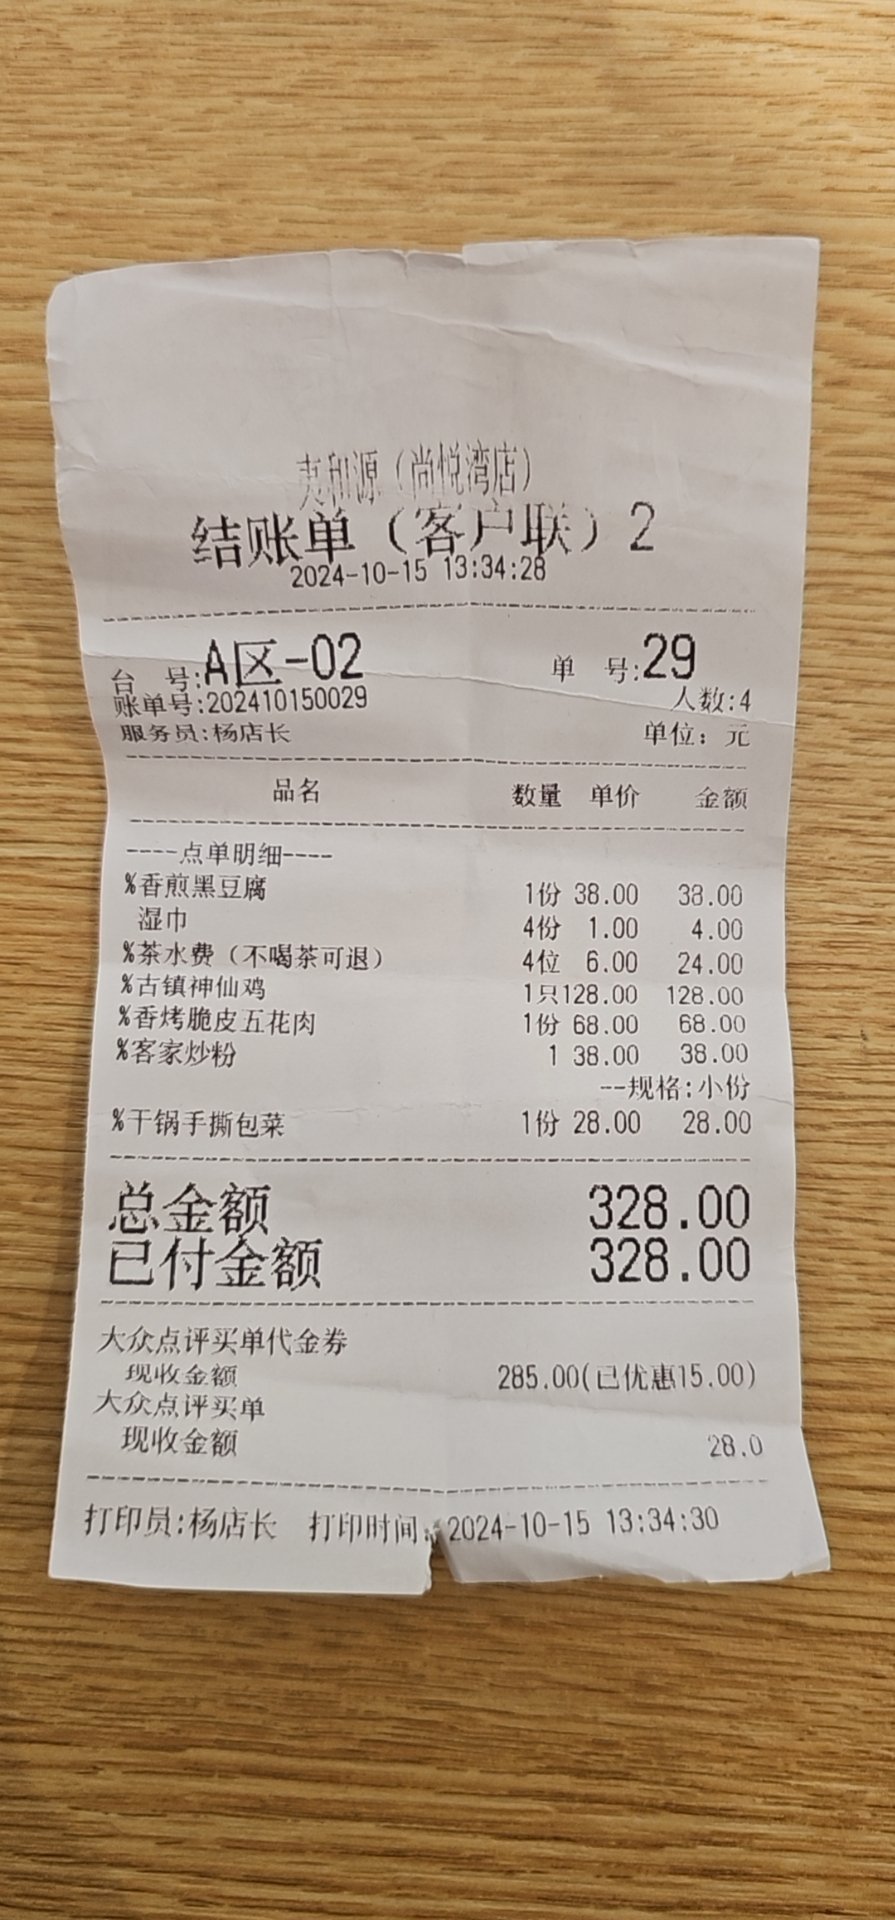 夷和源（尚悦湾店）
结账单（客户联）2
2024-10-15 13:34:28
台 号:A区-02 单 号:29
账单号:202410150029 人数:4
服务员:杨店长 单位：元
品名 数量 单价 金额
----点单明细----
%香煎黑豆腐 1份 38.00 38.00
湿巾 4份 1.00 4.00
%茶水费（不喝茶可退） 4位 6.00 24.00
%古镇神仙鸡 1只128.00 128.00
%香烤脆皮五花肉 1份 68.00 68.00
%客家炒粉 1 38.00 38.00
--规格:小份
%干锅手撕包菜 1份 28.00 28.00
总金额 328.00
已付金额 328.00
大众点评买单代金券
现收金额 285.00(已优惠15.00)
大众点评买单
现收金额 28.0
打印员:杨店长 打印时间: 2024-10-15 13:34:30